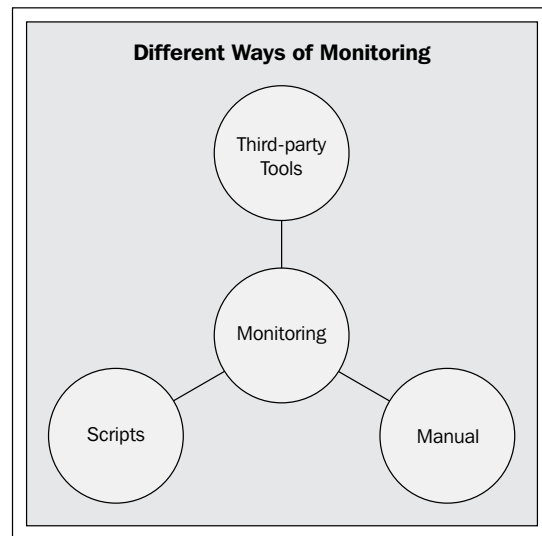 Different Ways of Monitoring
Third-party
Tools
Monitoring
Scripts
Manual